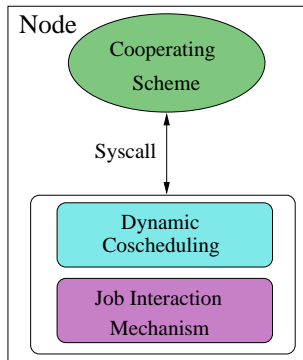 Node
Cooperating
Scheme
Syscall
Dynamic
Coscheduling
Job Interaction
Mechanism